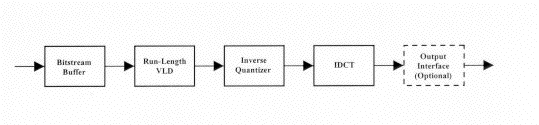 Bitstream
Buffer
Run-Length
VLD
Inverse
Quantizer
IDCT
Output
Interface
(Optional)